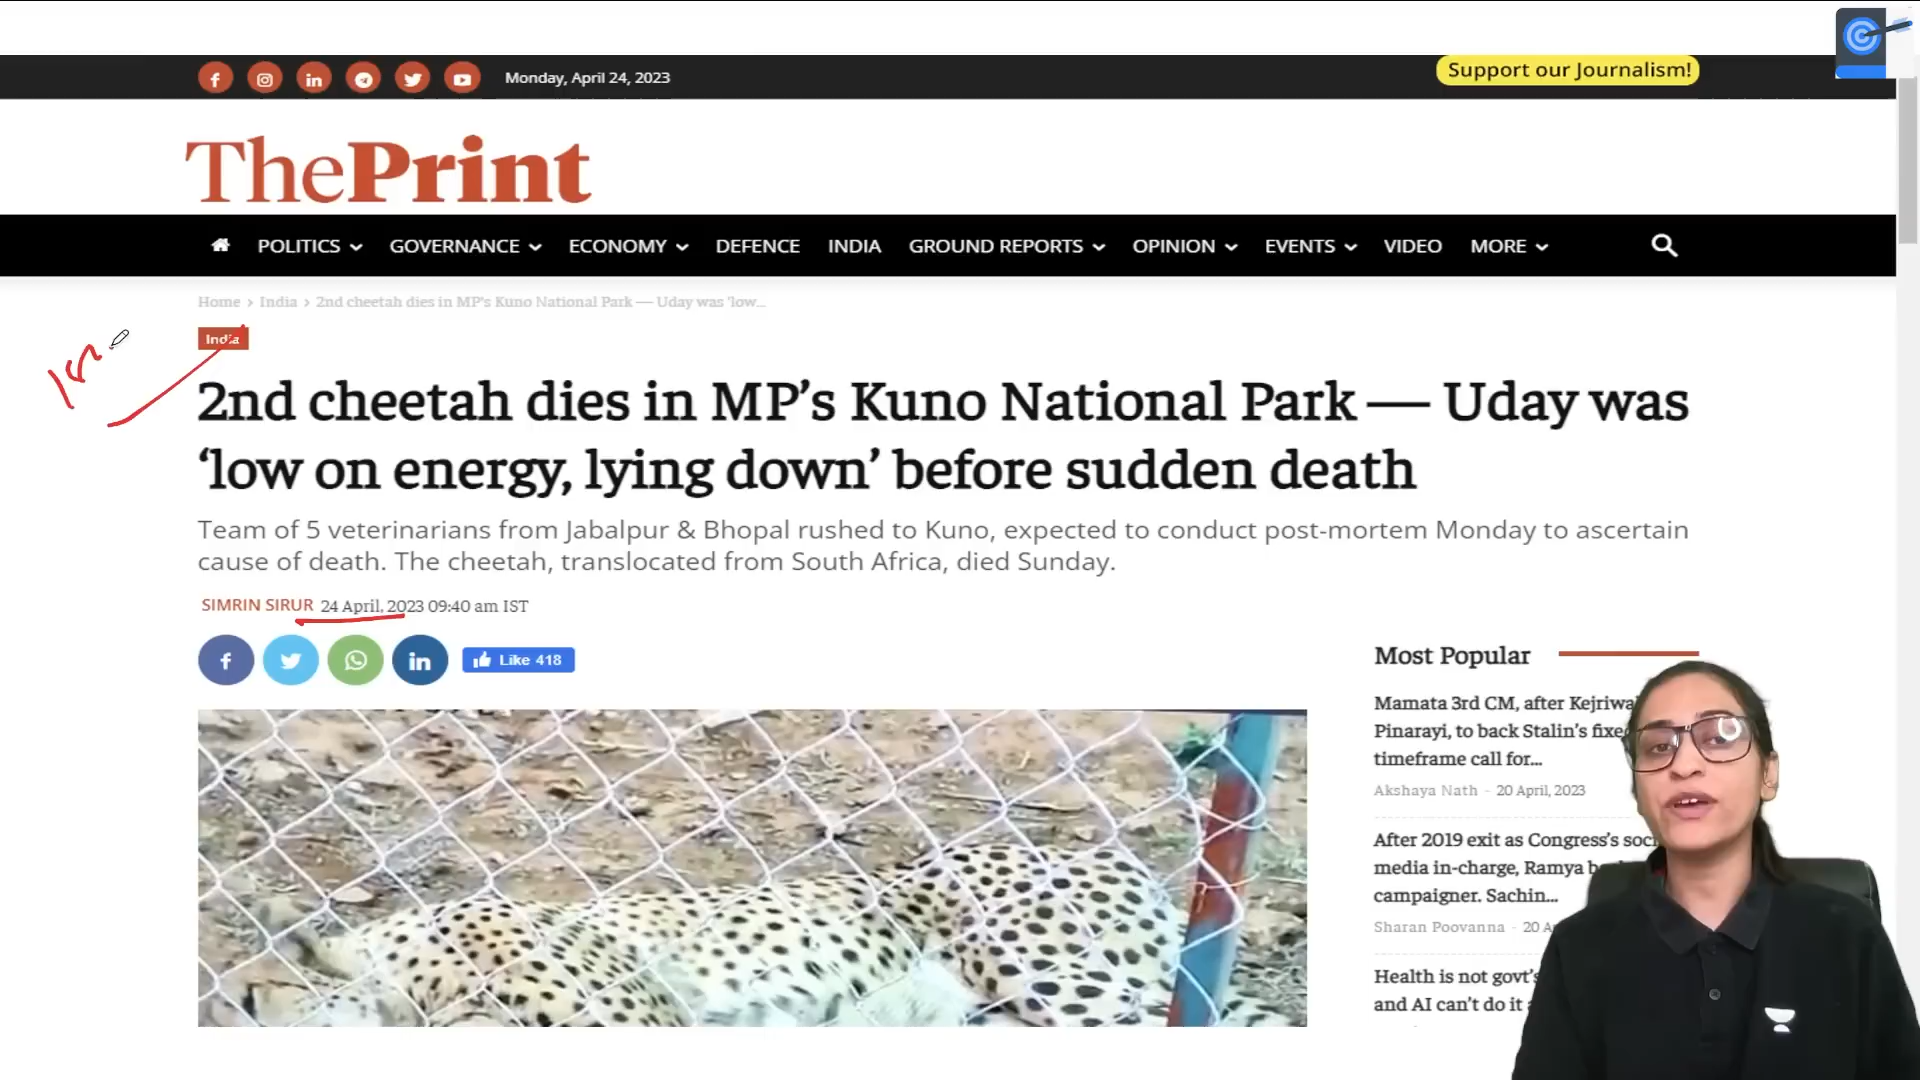 Monday, April 24, 2023
Support our Journalism!
ThePrint
POLITICS GOVERNANCE ECONOMY DEFENCE INDIA GROUND REPORTS OPINION EVENTS VIDEO MORE
Home > India > 2nd cheetah dies in MP's Kuno National Park — Uday was 'low...
India
2nd cheetah dies in MP's Kuno National Park — Uday was
'low on energy, lying down' before sudden death
Team of 5 veterinarians from Jabalpur & Bhopal rushed to Kuno, expected to conduct post-mortem Monday to ascertain
cause of death. The cheetah, translocated from South Africa, died Sunday.
SIMRIN SIRUR 24 April, 2023 09:40 am IST
Like 418
Most Popular
Mamata 3rd CM, after Kejriwa
Pinarayi, to back Stalin's fixe
timeframe call for...
Akshaya Nath - 20 April, 2023
After 2019 exit as Congress's soci
media in-charge, Ramya b
campaigner. Sachin...
Sharan Poovanna - 20 A
Health is not govt's
and AI can't do it